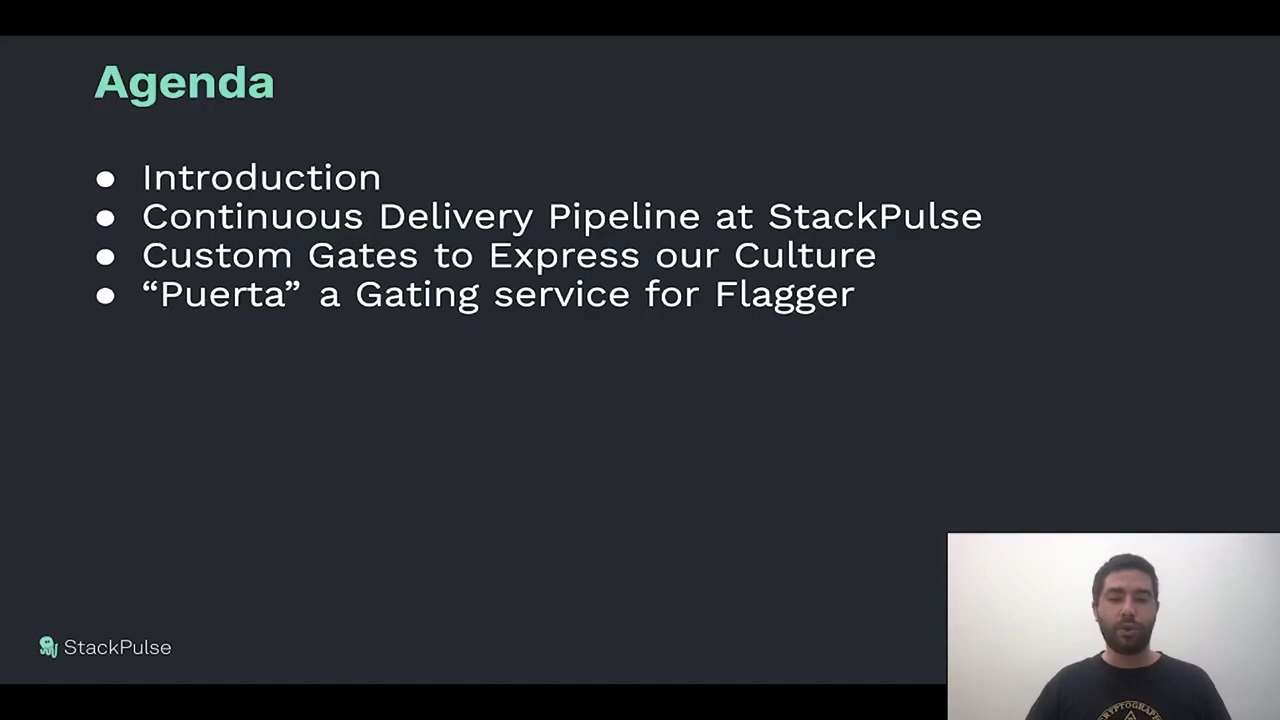 Agenda
● Introduction
● Continuous Delivery Pipeline at StackPulse
● Custom Gates to Express our Culture
● “Puerta” a Gating service for Flagger
StackPulse